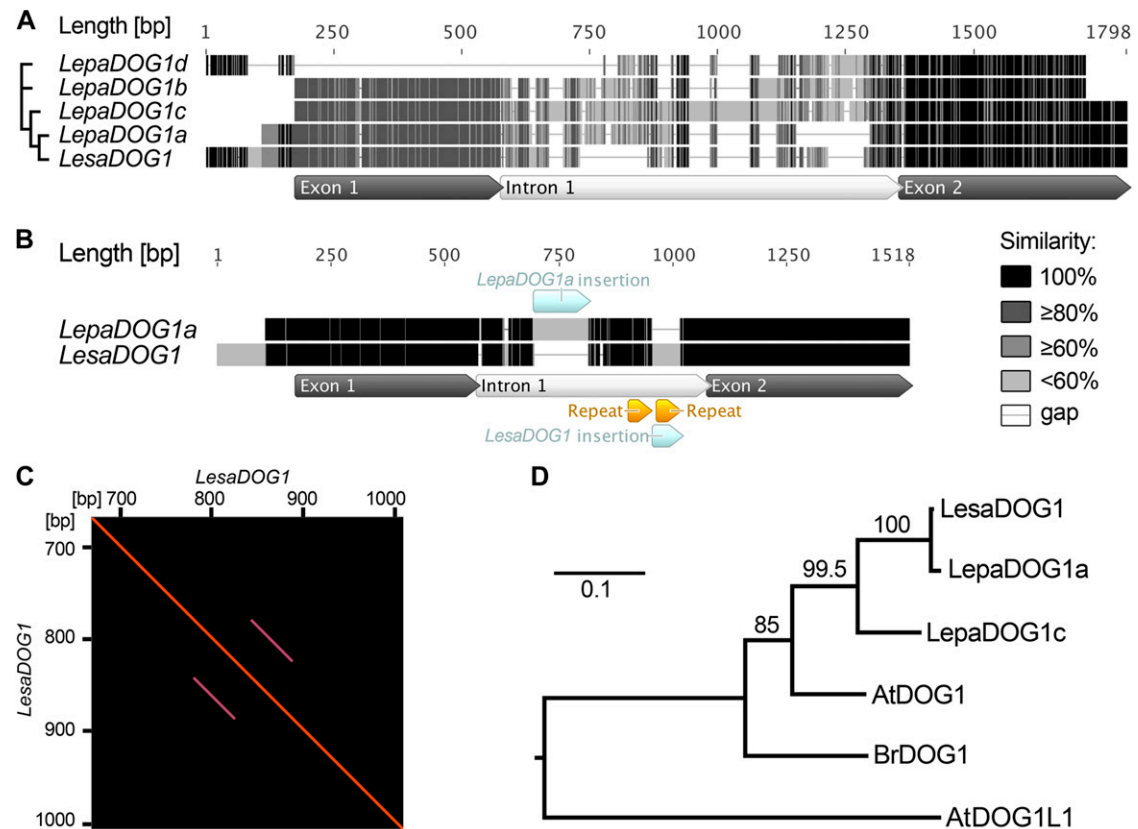 A
Length [bp]
1 250 500 750 1000 1250 1500 1798
LepaDOG1d
LepaDOG1b
LepaDOG1c
LepaDOG1a
LesaDOG1
Exon 1 Intron 1 Exon 2
B
Length [bp]
1 250 500 750 1000 1250 1518
LepaDOG1a insertion
LepaDOG1a
LesaDOG1
Exon 1 Intron 1 Exon 2
Repeat Repeat
LesaDOG1 insertion
Similarity:
100%
≥80%
≥60%
<60%
gap
C
LesaDOG1
[bp] 700 800 900 1000
[bp]
700
800
900
1000
LesaDOG1
D
0.1
100
99.5
85
LesaDOG1
LepaDOG1a
LepaDOG1c
AtDOG1
BrDOG1
AtDOG1L1